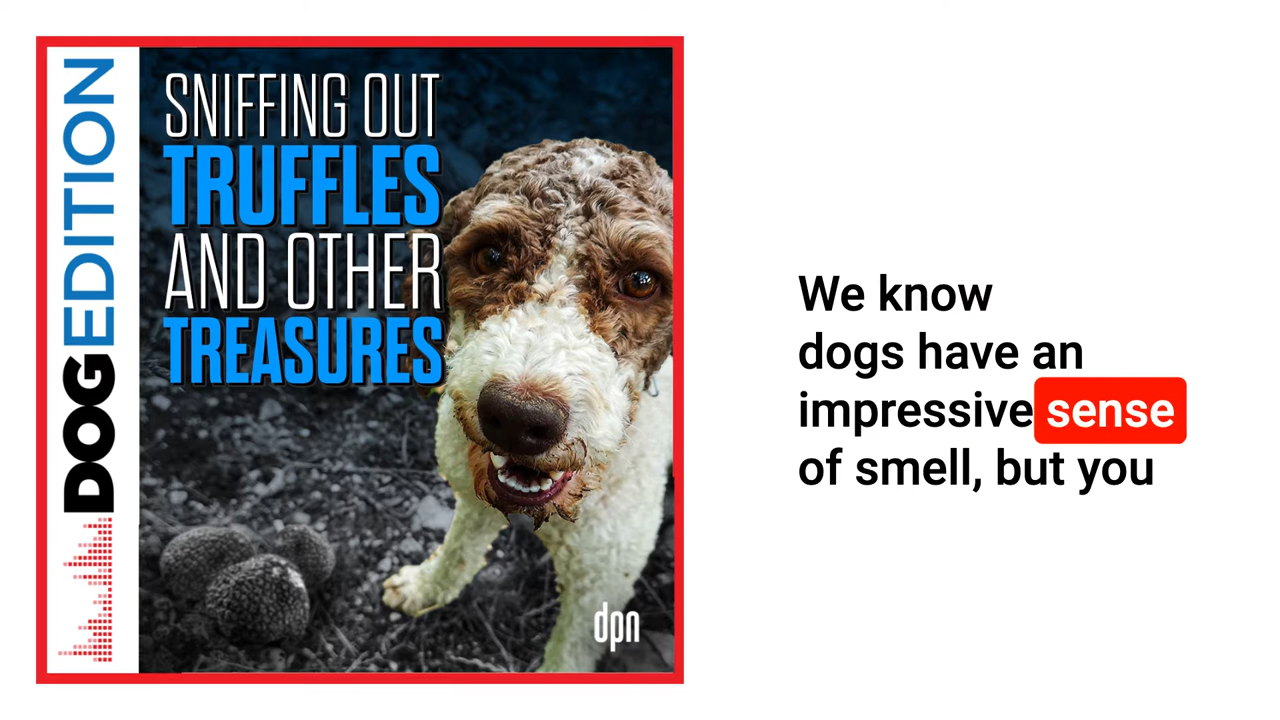 DOGEDITION
SNIFFING OUT
TRUFFLES
AND OTHER
TREASURES
dpn
We know
dogs have an
impressive sense
of smell, but you